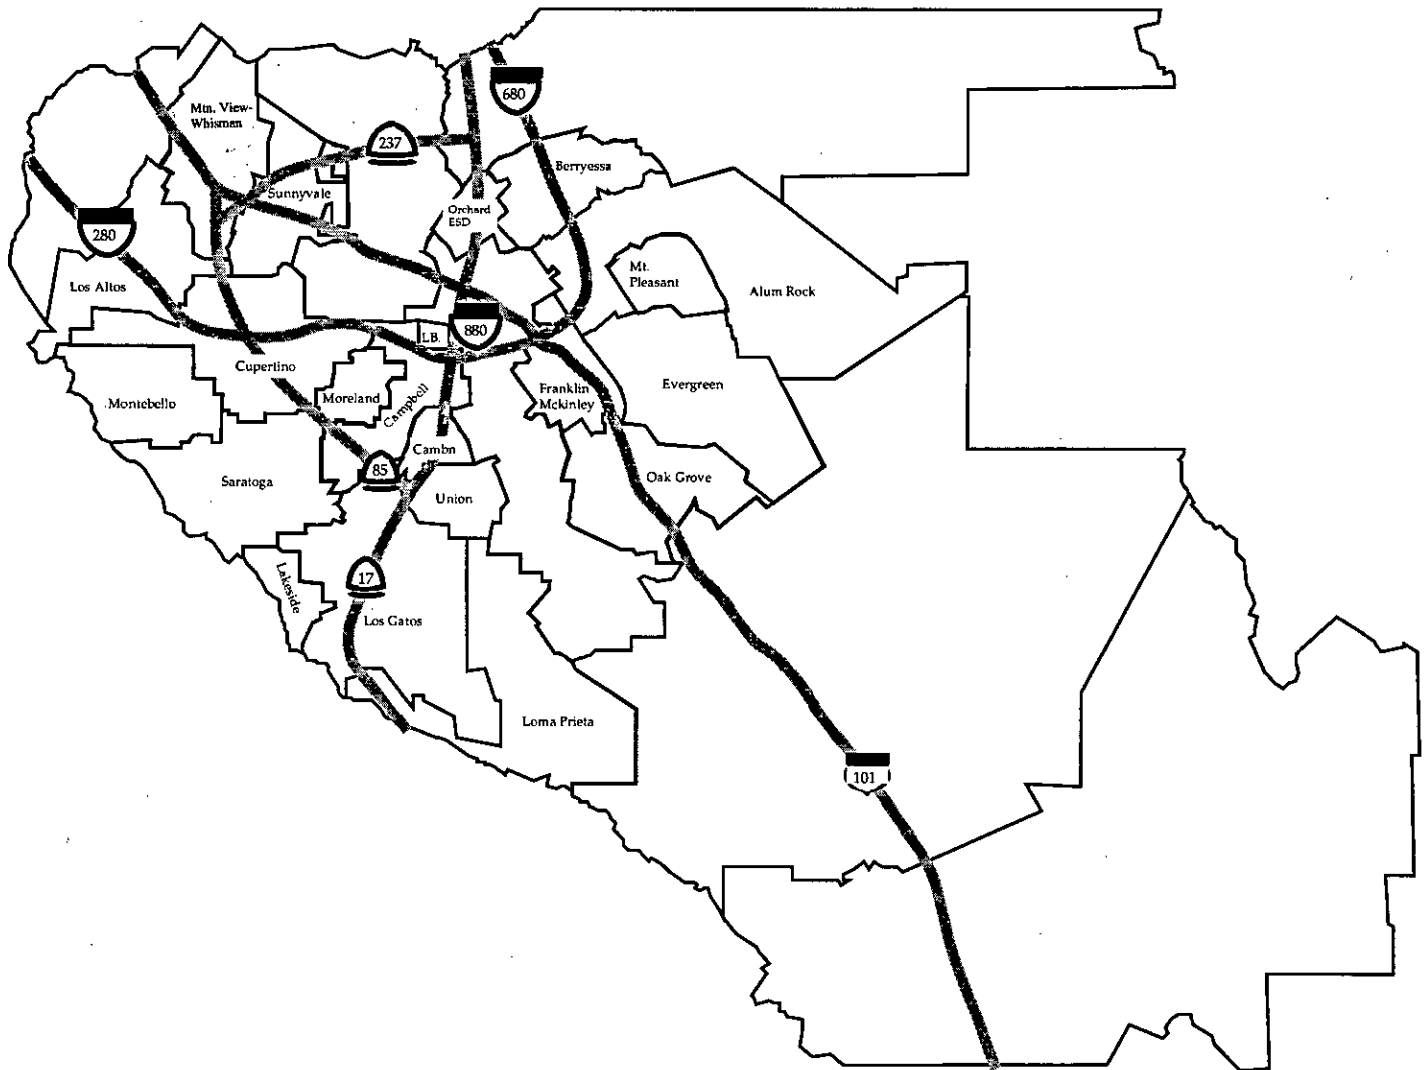 680
Mtn. View-
Whisman
237
Berryessa
Sunnyvale
Orchard
ESD
280
Mt.
Pleasant
Los Altos
Alum Rock
880
LB.
Cupertino
Evergreen
Franklin
Mckinley
Moreland
Campbell
Montebello
Cambn
85
Saratoga
Oak Grove
Union
17
Lakeside
Los Gatos
Loma Prieta
101